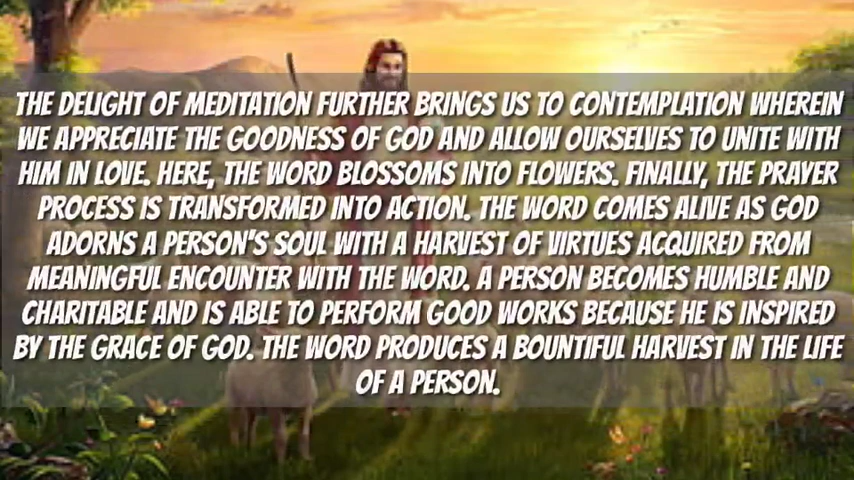 THE DELIGHT OF MEDITATION FURTHER BRINGS US TO CONTEMPLATION WHEREIN
WE APPRECIATE THE GOODNESS OF GOD AND ALLOW OURSELVES TO UNITE WITH
HIM IN LOVE. HERE, THE WORD BLOSSOMS INTO FLOWERS. FINALLY, THE PRAYER
PROCESS IS TRANSFORMED INTO ACTION. THE WORD COMES ALIVE AS GOD
ADORNS A PERSON'S SOUL WITH A HARVEST OF VIRTUES ACQUIRED FROM
MEANINGFUL ENCOUNTER WITH THE WORD. A PERSON BECOMES HUMBLE AND
CHARITABLE AND IS ABLE TO PERFORM GOOD WORKS BECAUSE HE IS INSPIRED
BY THE GRACE OF GOD. THE WORD PRODUCES A BOUNTIFUL HARVEST IN THE LIFE
OF A PERSON.